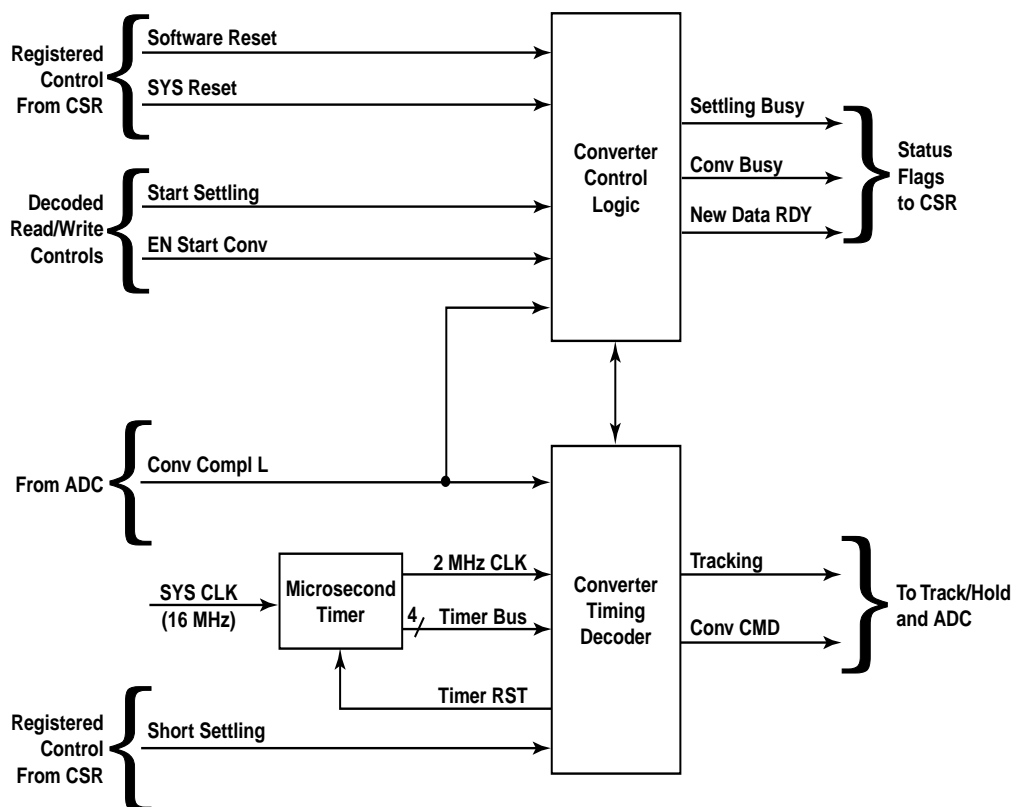 Registered
Control
From CSR
Software Reset
SYS Reset
Decoded
Read/Write
Controls
Start Settling
EN Start Conv
Converter
Control
Logic
Settling Busy
Conv Busy
New Data RDY
Status
Flags
to CSR
From ADC
Conv Compl L
SYS CLK
(16 MHz)
Microsecond
Timer
2 MHz CLK
4
Timer Bus
Timer RST
Converter
Timing
Decoder
Tracking
Conv CMD
To Track/Hold
and ADC
Registered
Control
From CSR
Short Settling